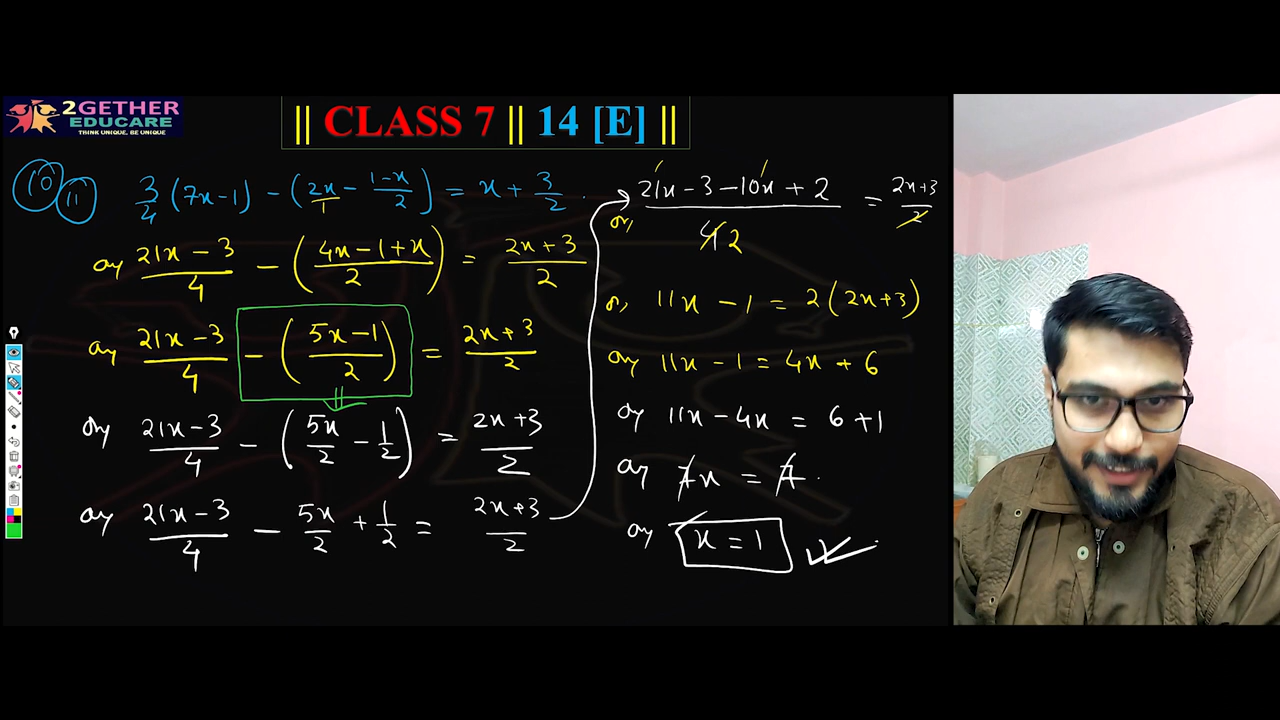 2GETHER
EDUCARE
THINK UNIQUE, BE UNIQUE
|| CLASS 7 || 14 [E] ||
10 11 3/4 (7x-1) - (2x/1 - (1-x)/2) = x + 3/2 .
or, (21x - 3)/4 - ((4x - 1 + x)/2) = (2x + 3)/2
or, (21x - 3)/4 - ((5x - 1)/2) = (2x + 3)/2
or, (21x - 3)/4 - (5x/2 - 1/2) = (2x + 3)/2
or, (21x - 3)/4 - 5x/2 + 1/2 = (2x + 3)/2
or, (21x - 3 - 10x + 2)/4 2 = (2x + 3)/2
or, 11x - 1 = 2(2x + 3)
or, 11x - 1 = 4x + 6
or, 11x - 4x = 6 + 1
or, 7x = 7 .
or, x = 1